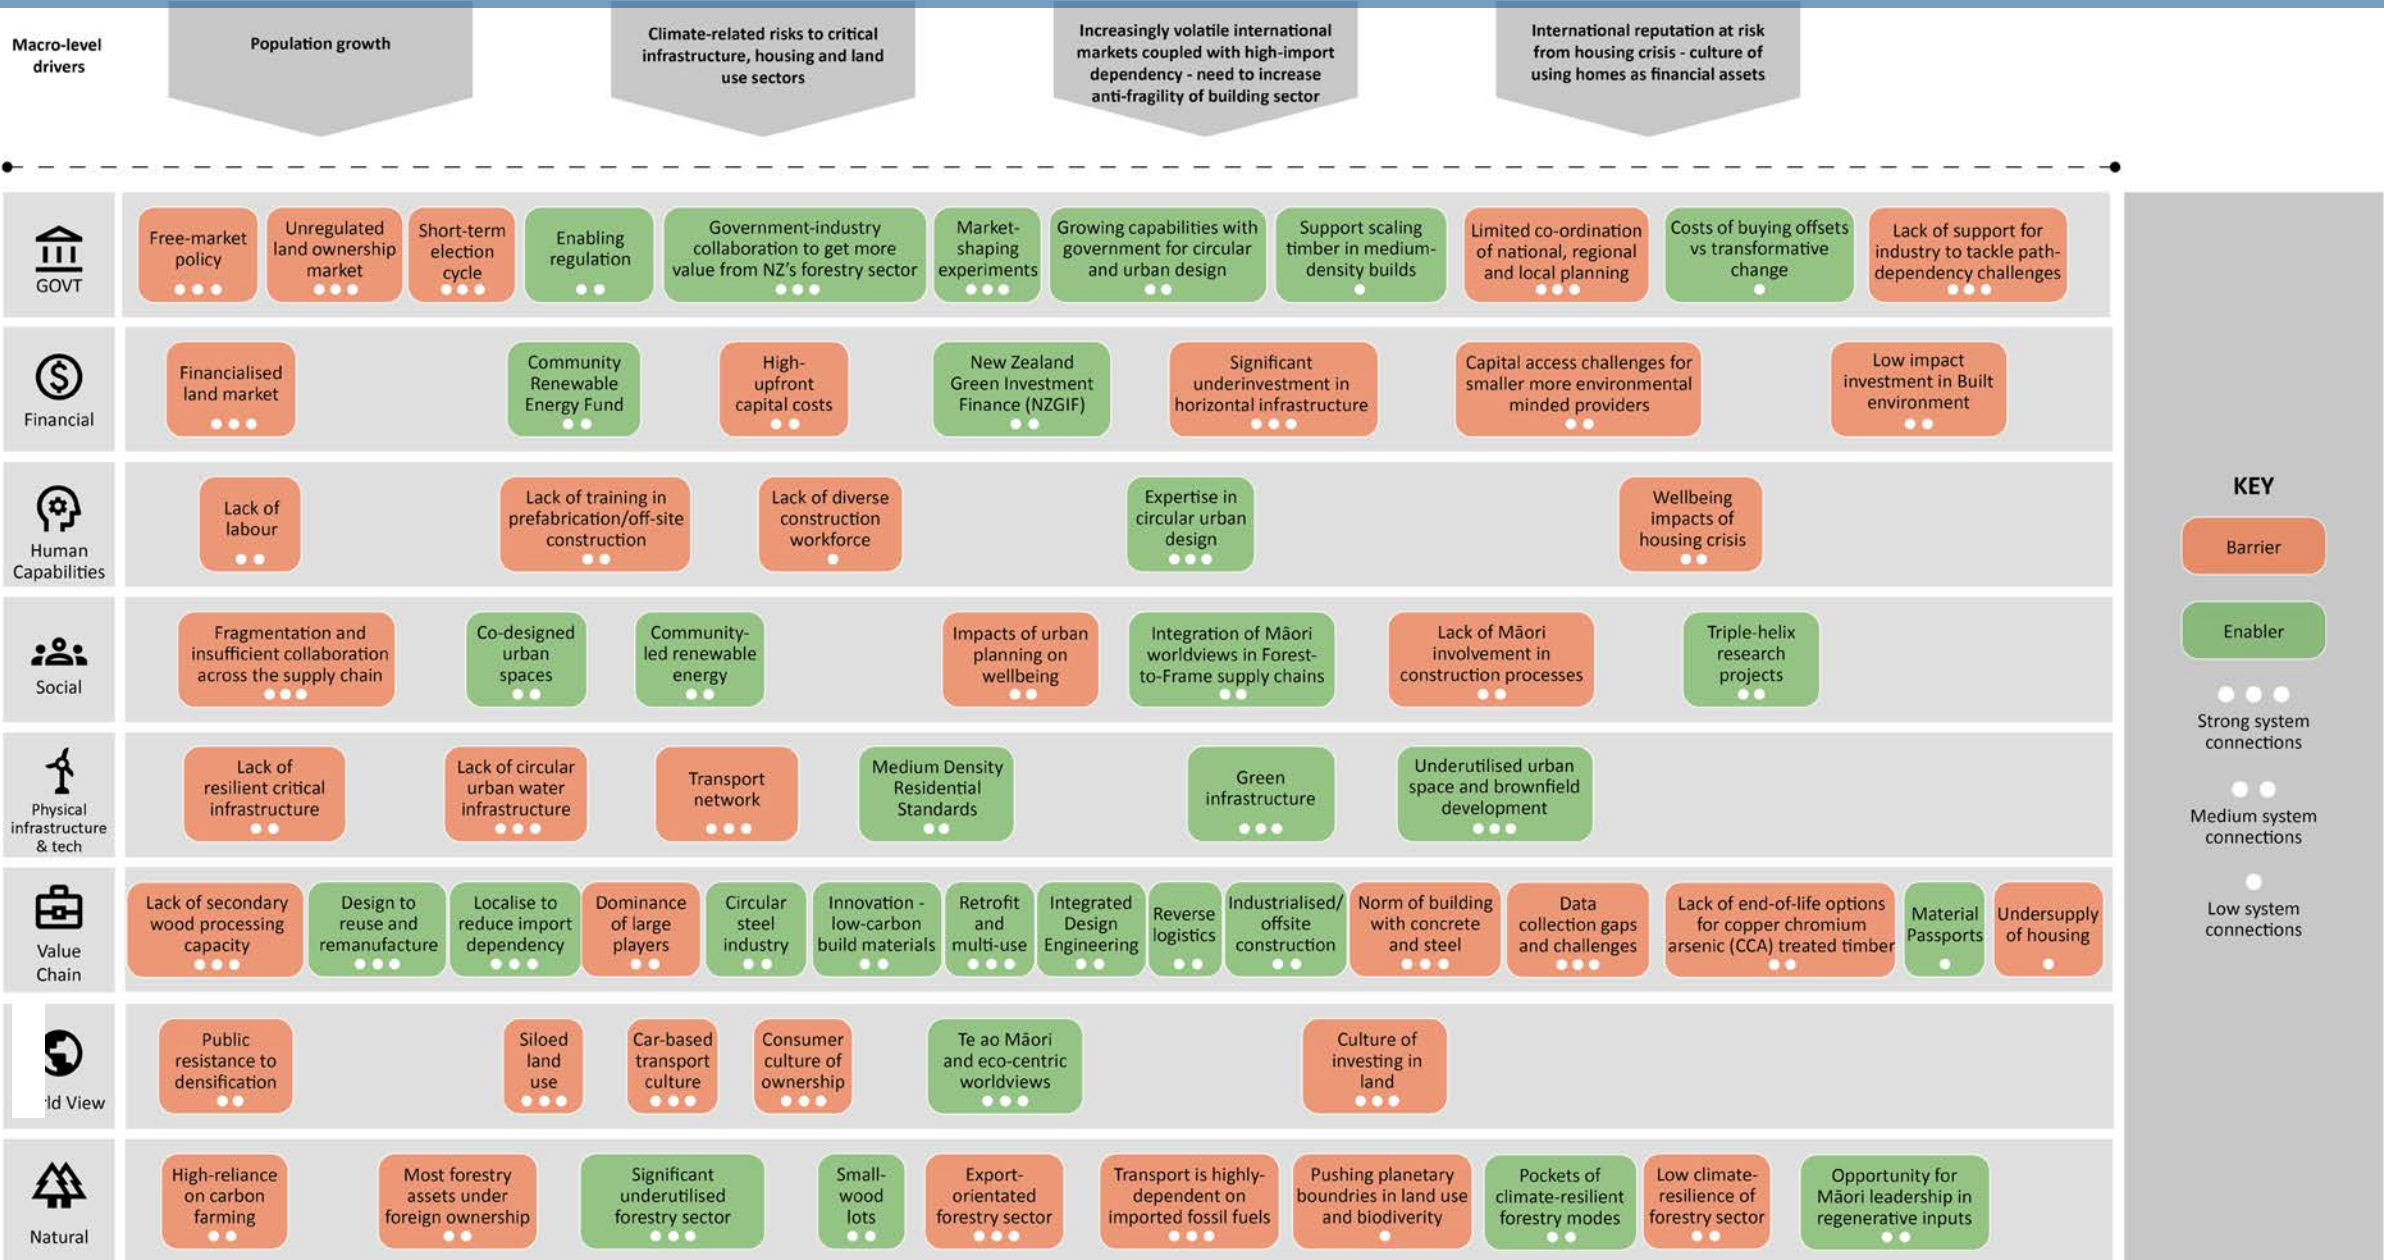 Macro-level
drivers
Population growth
Climate-related risks to critical
infrastructure, housing and land
use sectors
Increasingly volatile international
markets coupled with high-import
dependency - need to increase
anti-fragility of building sector
International reputation at risk
from housing crisis - culture of
using homes as financial assets
GOVT
Free-market
policy
Unregulated
land ownership
market
Short-term
election
cycle
Enabling
regulation
Government-industry
collaboration to get more
value from NZ's forestry sector
Market-
shaping
experiments
Growing capabilities with
government for circular
and urban design
Support scaling
timber in medium-
density builds
Limited co-ordination
of national, regional
and local planning
Costs of buying offsets
vs transformative
change
Lack of support for
industry to tackle path-
dependency challenges
Financial
Financialised
land market
Community
Renewable
Energy Fund
High-
upfront
capital costs
New Zealand
Green Investment
Finance (NZGIF)
Significant
underinvestment in
horizontal infrastructure
Capital access challenges for
smaller more environmental
minded providers
Low impact
investment in Built
environment
Human
Capabilities
Lack of
labour
Lack of training in
prefabrication/off-site
construction
Lack of diverse
construction
workforce
Expertise in
circular urban
design
Wellbeing
impacts of
housing crisis
Social
Fragmentation and
insufficient collaboration
across the supply chain
Co-designed
urban
spaces
Community-
led renewable
energy
Impacts of urban
planning on
wellbeing
Integration of Māori
worldviews in Forest-
to-Frame supply chains
Lack of Māori
involvement in
construction processes
Triple-helix
research
projects
Physical
infrastructure
& tech
Lack of
resilient critical
infrastructure
Lack of circular
urban water
infrastructure
Transport
network
Medium Density
Residential
Standards
Green
infrastructure
Underutilised urban
space and brownfield
development
Value
Chain
Lack of secondary
wood processing
capacity
Design to
reuse and
remanufacture
Localise to
reduce import
dependency
Dominance
of large
players
Circular
steel
industry
Innovation -
low-carbon
build materials
Retrofit
and
multi-use
Integrated
Design
Engineering
Reverse
logistics
Industrialised/
offsite
construction
Norm of building
with concrete
and steel
Data
collection gaps
and challenges
Lack of end-of-life options
for copper chromium
arsenic (CCA) treated timber
Material
Passports
Undersupply
of housing
rld View
Public
resistance to
densification
Siloed
land
use
Car-based
transport
culture
Consumer
culture of
ownership
Te ao Māori
and eco-centric
worldviews
Culture of
investing in
land
Natural
High-reliance
on carbon
farming
Most forestry
assets under
foreign ownership
Significant
underutilised
forestry sector
Small-
wood
lots
Export-
orientated
forestry sector
Transport is highly-
dependent on
imported fossil fuels
Pushing planetary
boundries in land use
and biodiverity
Pockets of
climate-resilient
forestry modes
Low climate-
resilience of
forestry sector
Opportunity for
Māori leadership in
regenerative inputs
KEY
Barrier
Enabler
Strong system
connections
Medium system
connections
Low system
connections